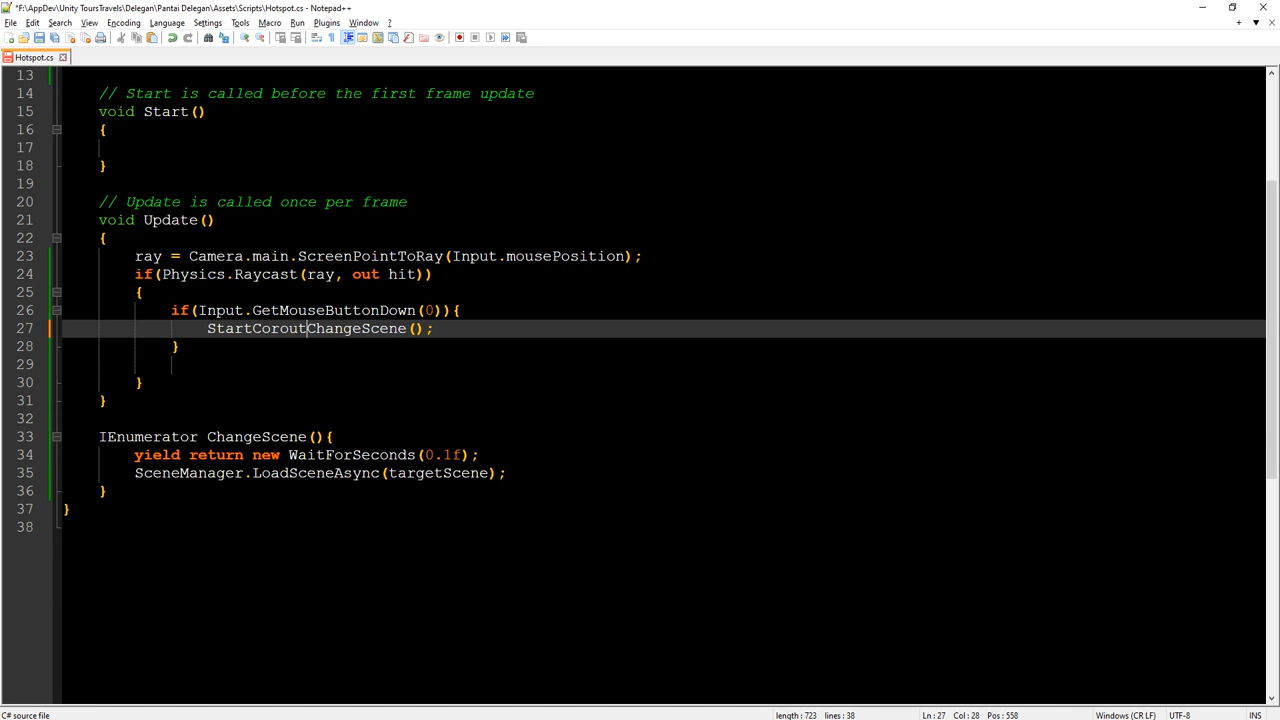 *F:\AppDev\Unity ToursTravels\Delegan\Pantai Delegan\Assets\Scripts\Hotspot.cs - Notepad++
File Edit Search View Encoding Language Settings Tools Macro Run Plugins Window ?
Hotspot.cs
13
14 // Start is called before the first frame update
15 void Start()
16 {
17
18 }
19
20 // Update is called once per frame
21 void Update()
22 {
23 ray = Camera.main.ScreenPointToRay(Input.mousePosition);
24 if(Physics.Raycast(ray, out hit))
25 {
26 if(Input.GetMouseButtonDown(0)){
27 StartCoroutChangeScene();
28 }
29
30 }
31 }
32
33 IEnumerator ChangeScene(){
34 yield return new WaitForSeconds(0.1f);
35 SceneManager.LoadSceneAsync(targetScene);
36 }
37 }
38
C# source file length : 723 lines : 38 Ln : 27 Col : 28 Pos : 558 Windows (CR LF) UTF-8 INS